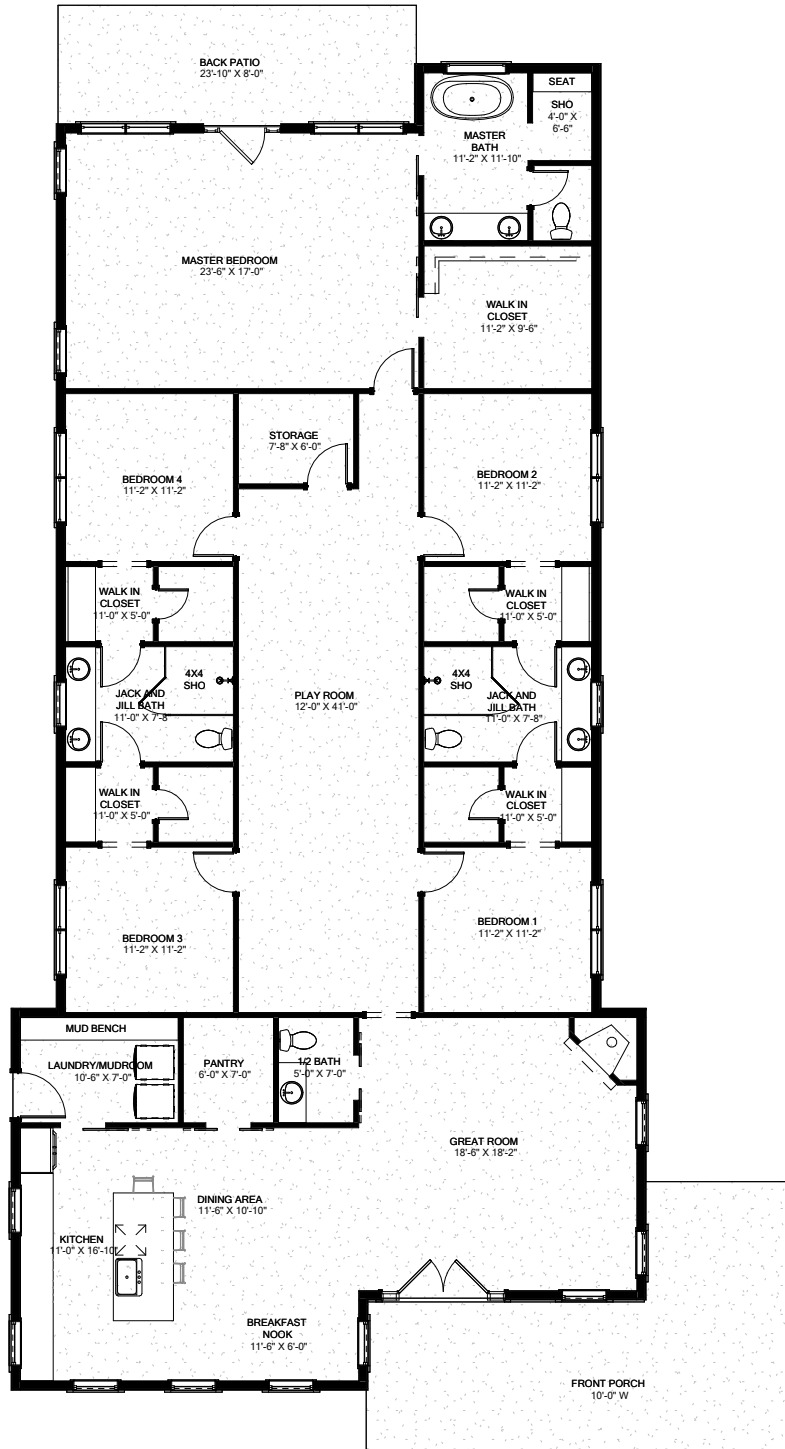 BACK PATIO
23'-10" X 8'-0"
SEAT
SHO
4'-0" X
6'-6"
MASTER
BATH
11'-2" X 11'-10"
MASTER BEDROOM
23'-6" X 17'-0"
WALK IN
CLOSET
11'-2" X 9'-6"
STORAGE
7'-8" X 6'-0"
BEDROOM 4
11'-2" X 11'-2"
BEDROOM 2
11'-2" X 11'-2"
WALK IN
CLOSET
11'-0" X 5'-0"
WALK IN
CLOSET
11'-0" X 5'-0"
4X4
SHO
JACK AND
JILL BATH
11'-0" X 7'-8
PLAY ROOM
12'-0" X 41'-0"
4X4
SHO
JACK AND
JILL BATH
11'-0" X 7'-8"
WALK IN
CLOSET
11'-0" X 5'-0"
WALK IN
CLOSET
11'-0" X 5'-0"
BEDROOM 3
11'-2" X 11'-2"
BEDROOM 1
11'-2" X 11'-2"
MUD BENCH
LAUNDRY/MUDROOM
10'-6" X 7'-0"
PANTRY
6'-0" X 7'-0"
1/2 BATH
5'-0" X 7'-0"
GREAT ROOM
18'-6" X 18'-2"
DINING AREA
11'-6" X 10'-10"
KITCHEN
11'-0" X 16'-10"
BREAKFAST
NOOK
11'-6" X 6'-0"
FRONT PORCH
10'-0" W